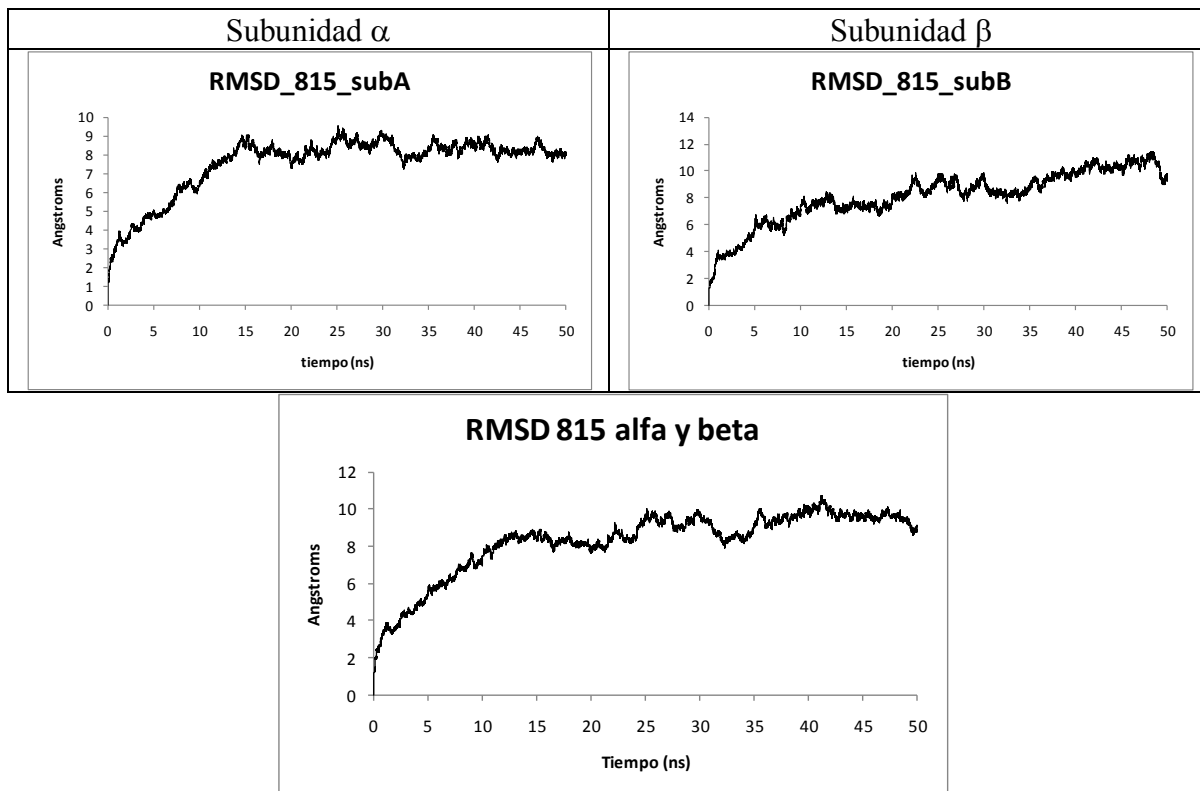 Subunidad α
Subunidad β
RMSD_815_subA
10
9
8
7
6
5
4
3
2
1
0
Angstroms
0 5 10 15 20 25 30 35 40 45 50
tiempo (ns)
RMSD_815_subB
14
12
10
8
6
4
2
0
Angstroms
0 5 10 15 20 25 30 35 40 45 50
tiempo (ns)
RMSD 815 alfa y beta
12
10
8
6
4
2
0
Angstroms
0 5 10 15 20 25 30 35 40 45 50
Tiempo (ns)